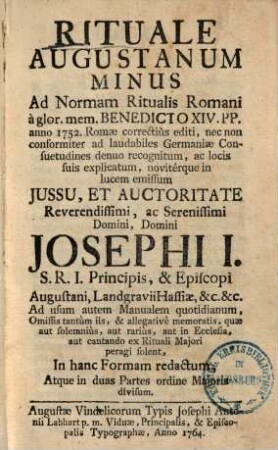 RITUALE
AUGUSTANUM
MINUS
Ad Normam Ritualis Romani
à glor. mem. BENEDICTO XIV. PP.
anno 1752. Romæ correctiùs editi, nec non
conformiter ad laudabiles Germaniæ Con-
suetudines denuo recognitum, ac locis
suis explicatum, novitérque in
lucem emissum
JUSSU, ET AUCTORITATE
Reverendissimi, ac Serenissimi
Domini, Domini
JOSEPHI I.
S. R. I. Principis, & Episcopi
Augustani, Landgravii Hassiæ, &c. &c.
Ad usum autem Manualem quotidianum,
Omissis tantùm iis, & allegativè memoratis, quæ
aut solemniùs, aut rariùs, aut in Ecclesia,
aut cantando ex Rituali Majori
peragi solent,
In hanc Formam redactum,
Atque in duas Partes ordine Majoris
divisum.
Augustæ Vindelicorum Typis Josephi Anto-
nii Labhart p. m. Viduæ, Principalis, & Episco-
palis Typographæ, Anno 1764.